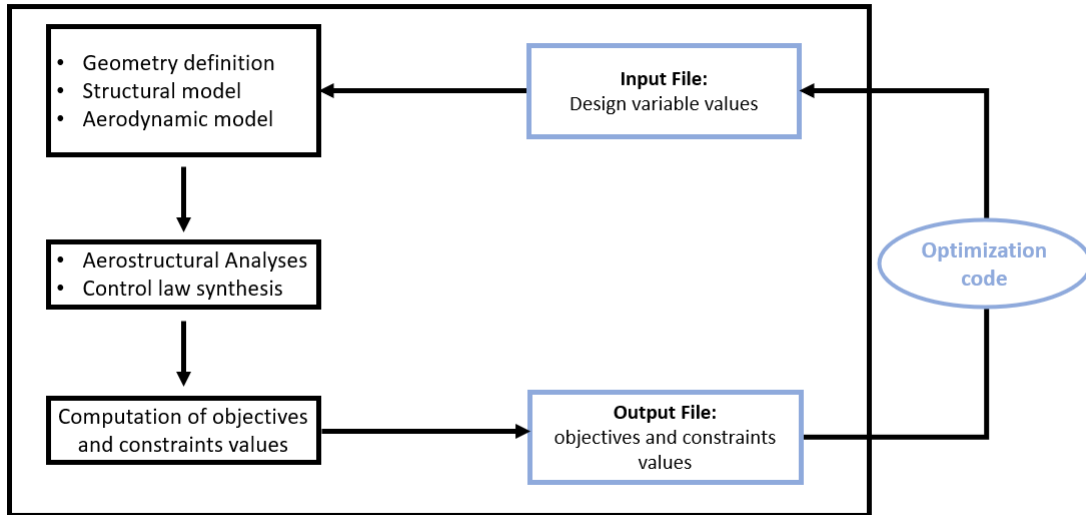 • Geometry definition
• Structural model
• Aerodynamic model
Input File:
Design variable values
• Aerostructural Analyses
• Control law synthesis
Optimization
code
Computation of objectives
and constraints values
Output File:
objectives and constraints
values